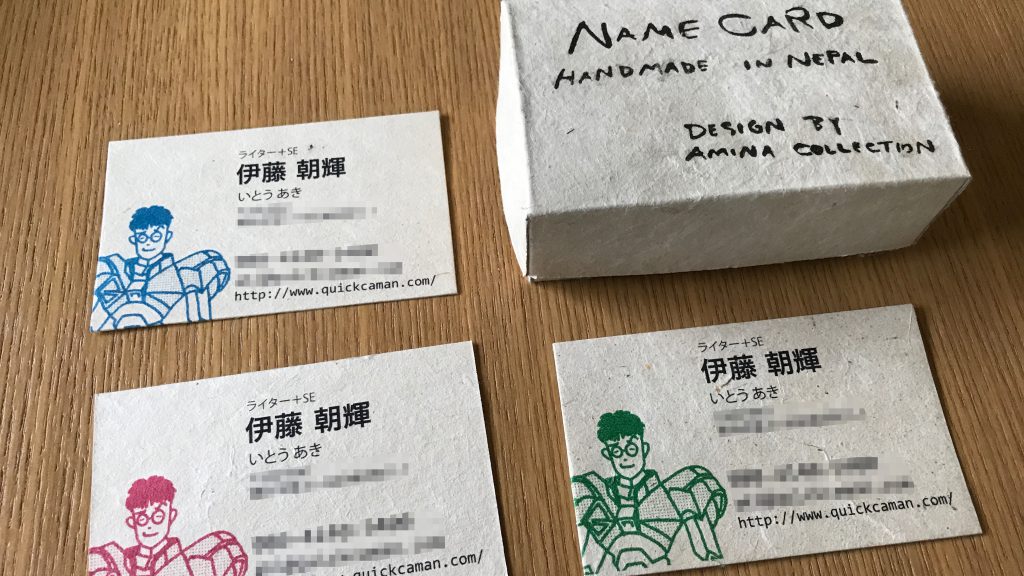 NAME CARD
HANDMADE IN NEPAL
DESIGN BY
AMINA COLLECTION
ライター+SE
伊藤 朝輝
いとう あき
http://www.quickcaman.com/
ライター+SE
伊藤 朝輝
いとう あき
.quickcaman.com/
ライター+SE
伊藤 朝輝
いとう あき
http://www.quickcaman.com/